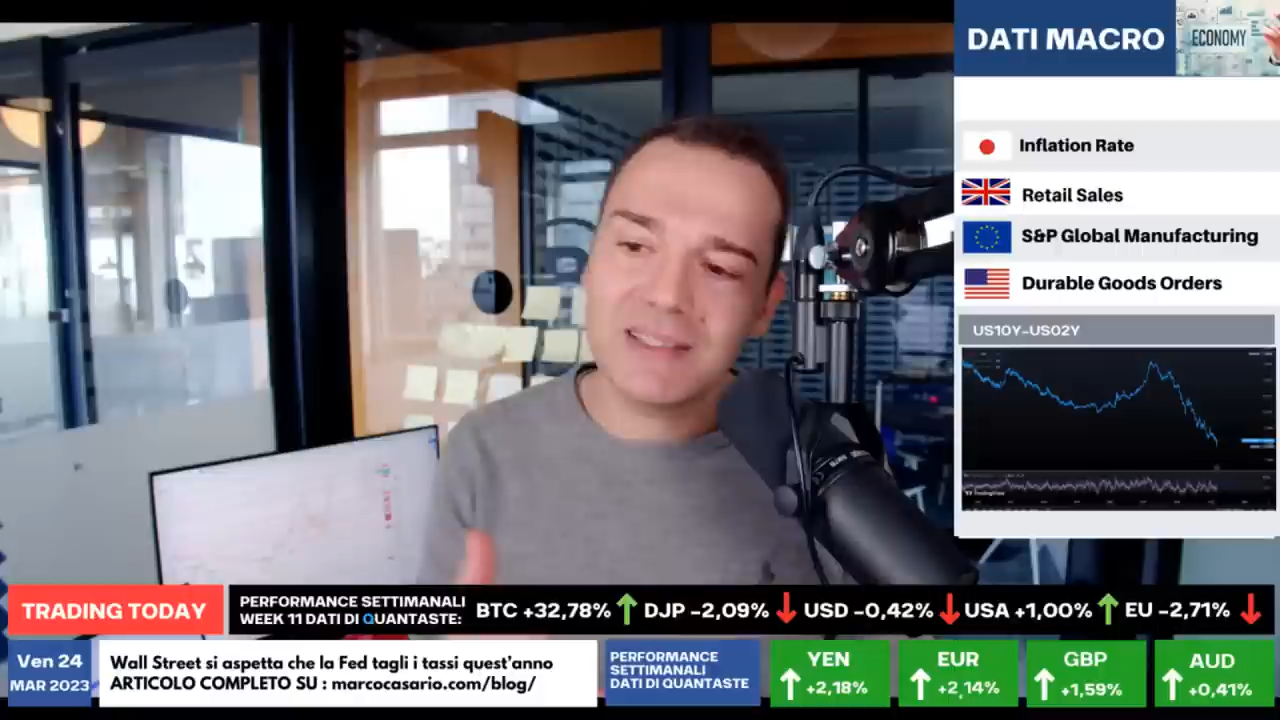 DATI MACRO
ECONOMY
Inflation Rate
Retail Sales
S&P Global Manufacturing
Durable Goods Orders
US10Y-US02Y
TradingView
TRADING TODAY
PERFORMANCE SETTIMANALI
WEEK 11 DATI DI QUANTASTE:
BTC +32,78% DJP -2,09% USD -0,42% USA +1,00% EU -2,71%
Ven 24
MAR 2023
Wall Street si aspetta che la Fed tagli i tassi quest'anno
ARTICOLO COMPLETO SU : marcocasario.com/blog/
PERFORMANCE
SETTIMANALI
DATI DI QUANTASTE
YEN
+2,18%
EUR
+2,14%
GBP
+1,59%
AUD
+0,41%